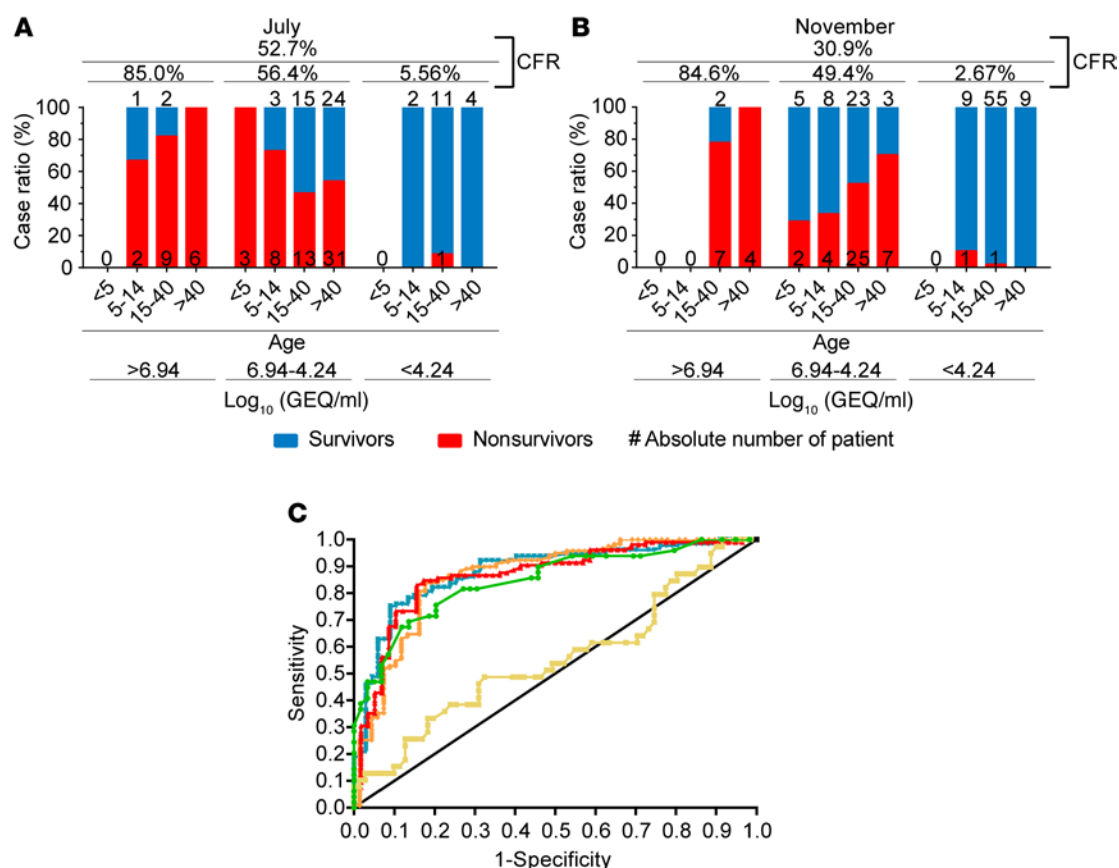 A
July
52.7%
CFR
85.0% 56.4% 5.56%
1 2 3 15 24 2 11 4
Case ratio (%)
100
80
60
40
20
0
0 2 9 6 3 8 13 31 0 1
<5 5-14 15-40 >40 <5 5-14 15-40 >40 <5 5-14 15-40 >40
Age
>6.94 6.94-4.24 <4.24
Log10 (GEQ/ml)
B
November
30.9%
CFR
84.6% 49.4% 2.67%
2 5 8 23 3 9 55 9
Case ratio (%)
100
80
60
40
20
0
0 0 7 4 2 4 25 7 0 1 1
<5 5-14 15-40 >40 <5 5-14 15-40 >40 <5 5-14 15-40 >40
Age
>6.94 6.94-4.24 <4.24
Log10 (GEQ/ml)
Survivors Nonsurvivors # Absolute number of patient
C
Sensitivity
1.0
0.9
0.8
0.7
0.6
0.5
0.4
0.3
0.2
0.1
0.0
0.0 0.1 0.2 0.3 0.4 0.5 0.6 0.7 0.8 0.9 1.0
1-Specificity